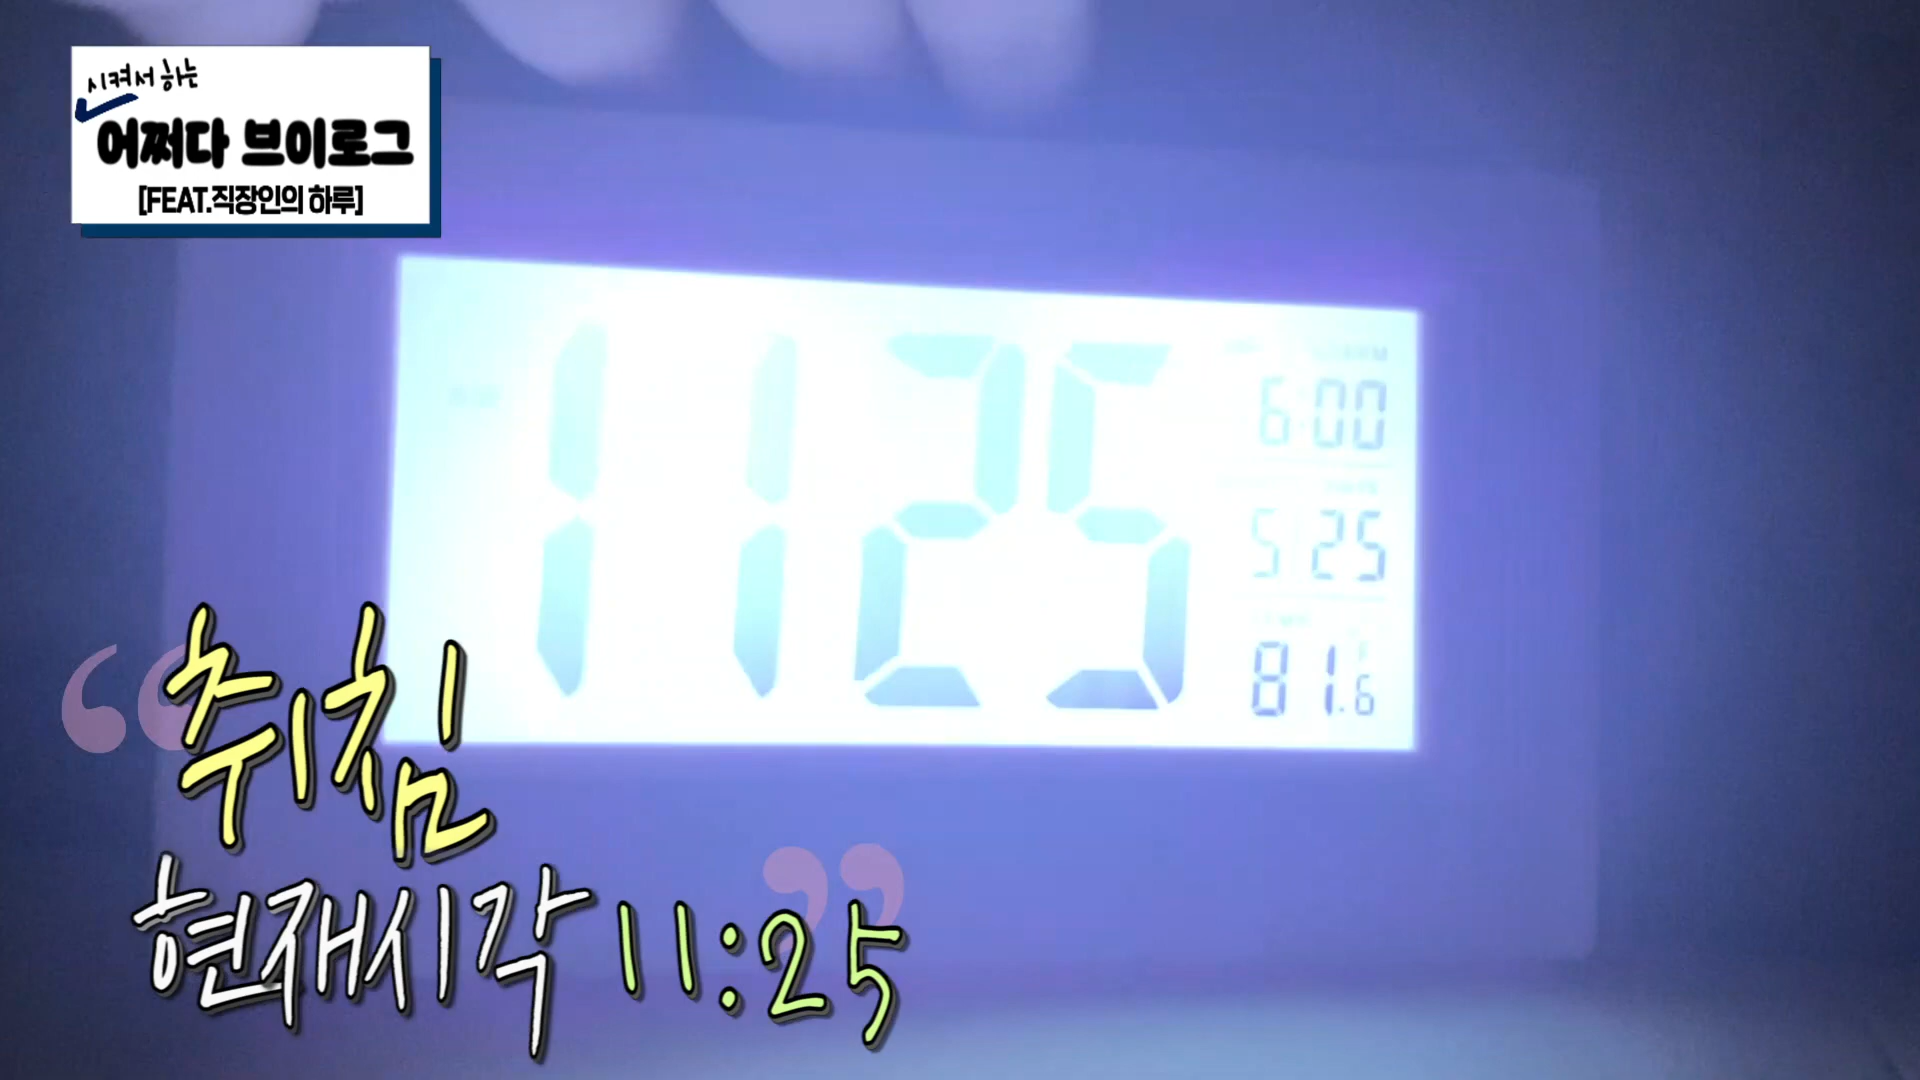 시켜서 하는
어쩌다 브이로그
[FEAT.직장인의 하루]
11 25
6:00
5 25
81.6
취침
현재시각 11:25